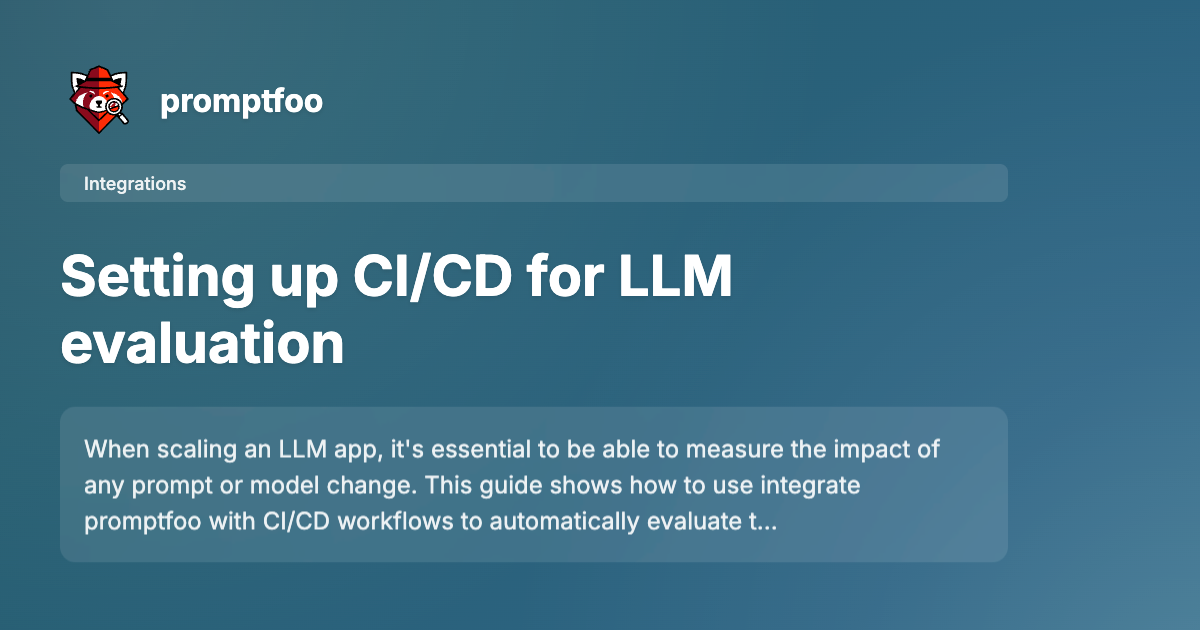 promptfoo
Integrations
Setting up CI/CD for LLM
evaluation
When scaling an LLM app, it's essential to be able to measure the impact of
any prompt or model change. This guide shows how to use integrate
promptfoo with CI/CD workflows to automatically evaluate t...